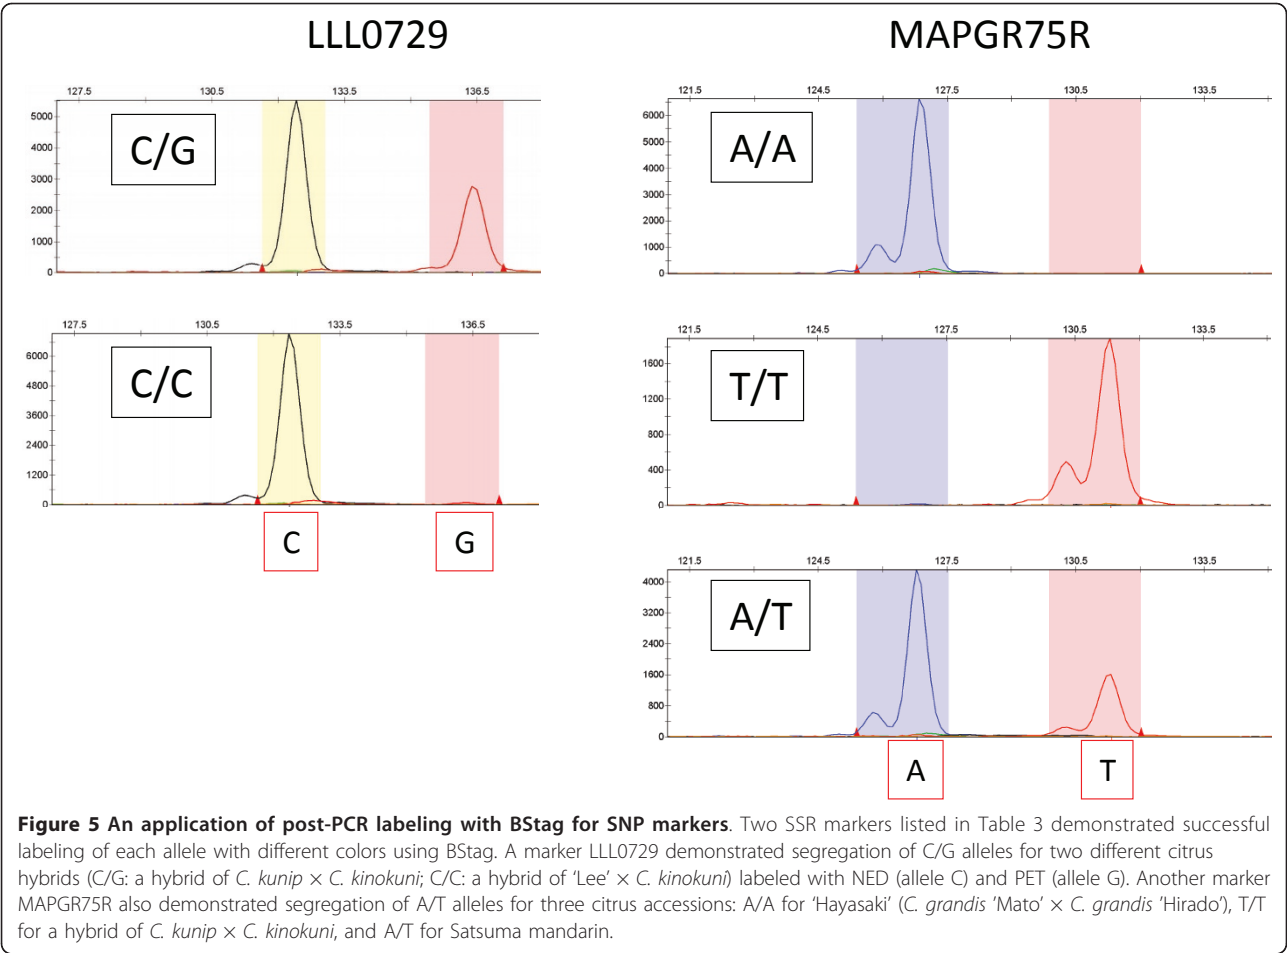 LLL0729
MAPGR75R
127.5 130.5 133.5 136.5
5000
4000
3000
2000
1000
0
C/G
127.5 130.5 133.5 136.5
6000
4800
3600
2400
1200
0
C/C
C G
121.5 124.5 127.5 130.5 133.5
6000
5000
4000
3000
2000
1000
0
A/A
121.5 124.5 127.5 130.5 133.5
1600
1200
800
400
0
T/T
121.5 124.5 127.5 130.5 133.5
4000
3200
2400
1600
800
0
A/T
A T
Figure 5 An application of post-PCR labeling with BStag for SNP markers. Two SSR markers listed in Table 3 demonstrated successful
labeling of each allele with different colors using BStag. A marker LLL0729 demonstrated segregation of C/G alleles for two different citrus
hybrids (C/G: a hybrid of C. kunip × C. kinokuni; C/C: a hybrid of ‘Lee’ × C. kinokuni) labeled with NED (allele C) and PET (allele G). Another marker
MAPGR75R also demonstrated segregation of A/T alleles for three citrus accessions: A/A for ‘Hayasaki’ (C. grandis ’Mato’ × C. grandis ’Hirado’), T/T
for a hybrid of C. kunip × C. kinokuni, and A/T for Satsuma mandarin.